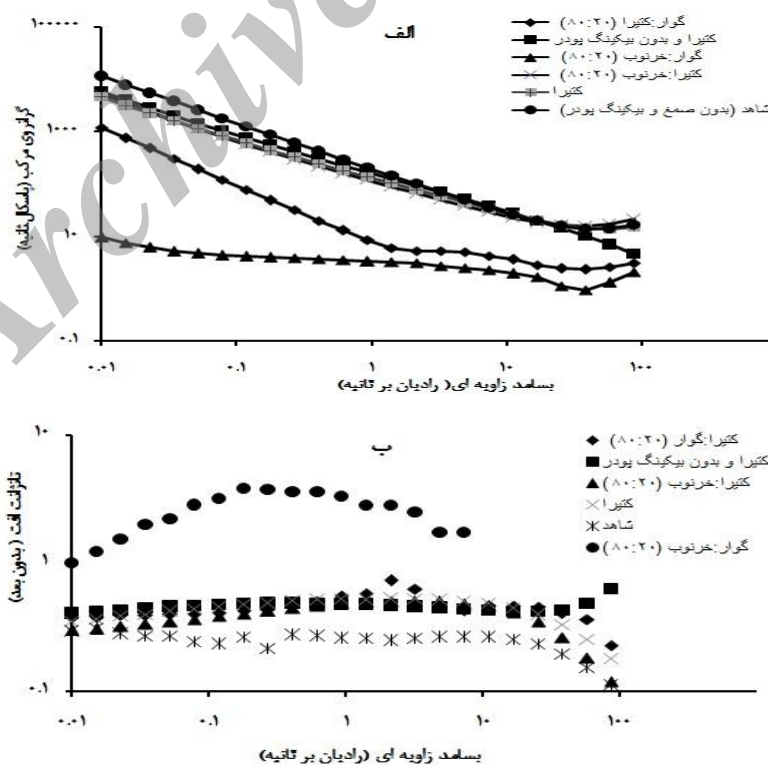 الف
۱۰۰۰۰۰
۱۰۰۰
۱۰
۰.۱
گرانروی مرکب (پاسکال.ثانیه)
۰.۰۱
۰.۱
۱
۱۰
۱۰۰
بسامد زاویه ای( رادیان بر ثانیه)
گوار:کتیرا (۸۰:۲۰)
کتیرا و بدون بیکینگ پودر
گوار:خرنوب (۸۰:۲۰)
کتیرا:خرنوب (۸۰:۲۰)
کتیرا
شاهد (بدون صمغ و بیکینگ پودر)
Archive
ب
۱۰
۱
۰.۱
تانژانت افت (بدون بعد)
۰.۰۱
۰.۱
۱
۱۰
۱۰۰
بسامد زاویه ای (رادیان بر ثانیه)
کتیرا:گوار (۸۰:۲۰)
کتیرا و بدون بیکینگ پودر
کتیرا:خرنوب (۸۰:۲۰)
کتیرا
شاهد
گوار:خرنوب (۸۰:۲۰)